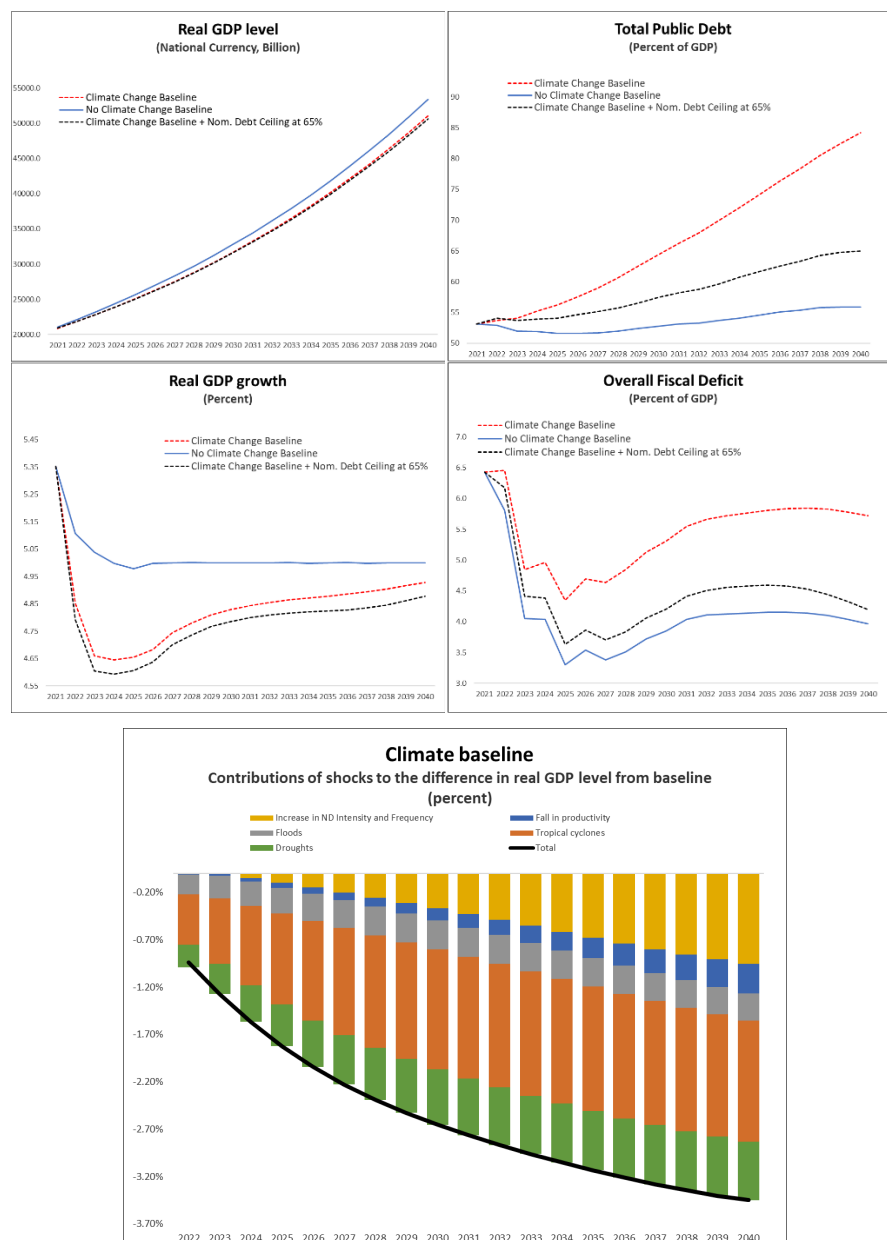 Real GDP level
(National Currency, Billion)
55000.0
50000.0
45000.0
40000.0
35000.0
30000.0
25000.0
20000.0
Climate Change Baseline
No Climate Change Baseline
Climate Change Baseline + Nom. Debt Ceiling at 65%
2021 2022 2023 2024 2025 2026 2027 2028 2029 2030 2031 2032 2033 2034 2035 2036 2037 2038 2039 2040
Total Public Debt
(Percent of GDP)
Climate Change Baseline
No Climate Change Baseline
Climate Change Baseline + Nom. Debt Ceiling at 65%
90
85
80
75
70
65
60
55
50
2021 2022 2023 2024 2025 2026 2027 2028 2029 2030 2031 2032 2033 2034 2035 2036 2037 2038 2039 2040
Real GDP growth
(Percent)
5.45
5.35
5.25
5.15
5.05
4.95
4.85
4.75
4.65
4.55
Climate Change Baseline
No Climate Change Baseline
Climate Change Baseline + Nom. Debt Ceiling at 65%
2021 2022 2023 2024 2025 2026 2027 2028 2029 2030 2031 2032 2033 2034 2035 2036 2037 2038 2039 2040
Overall Fiscal Deficit
(Percent of GDP)
Climate Change Baseline
No Climate Change Baseline
Climate Change Baseline + Nom. Debt Ceiling at 65%
7.0
6.5
6.0
5.5
5.0
4.5
4.0
3.5
3.0
2021 2022 2023 2024 2025 2026 2027 2028 2029 2030 2031 2032 2033 2034 2035 2036 2037 2038 2039 2040
Climate baseline
Contributions of shocks to the difference in real GDP level from baseline
(percent)
Increase in ND Intensity and Frequency
Fall in productivity
Floods
Tropical cyclones
Droughts
Total
-0.20%
-0.70%
-1.20%
-1.70%
-2.20%
-2.70%
-3.20%
-3.70%
2022 2023 2024 2025 2026 2027 2028 2029 2030 2031 2032 2033 2034 2035 2036 2037 2038 2039 2040